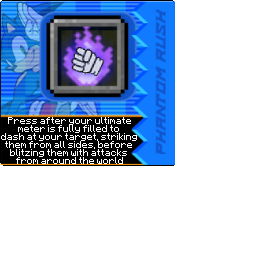 PHANTOM RUSH
Press after your ultimate
meter is fully filled to
dash at your target, striking
them from all sides, before
blitzing them with attacks
from around the world